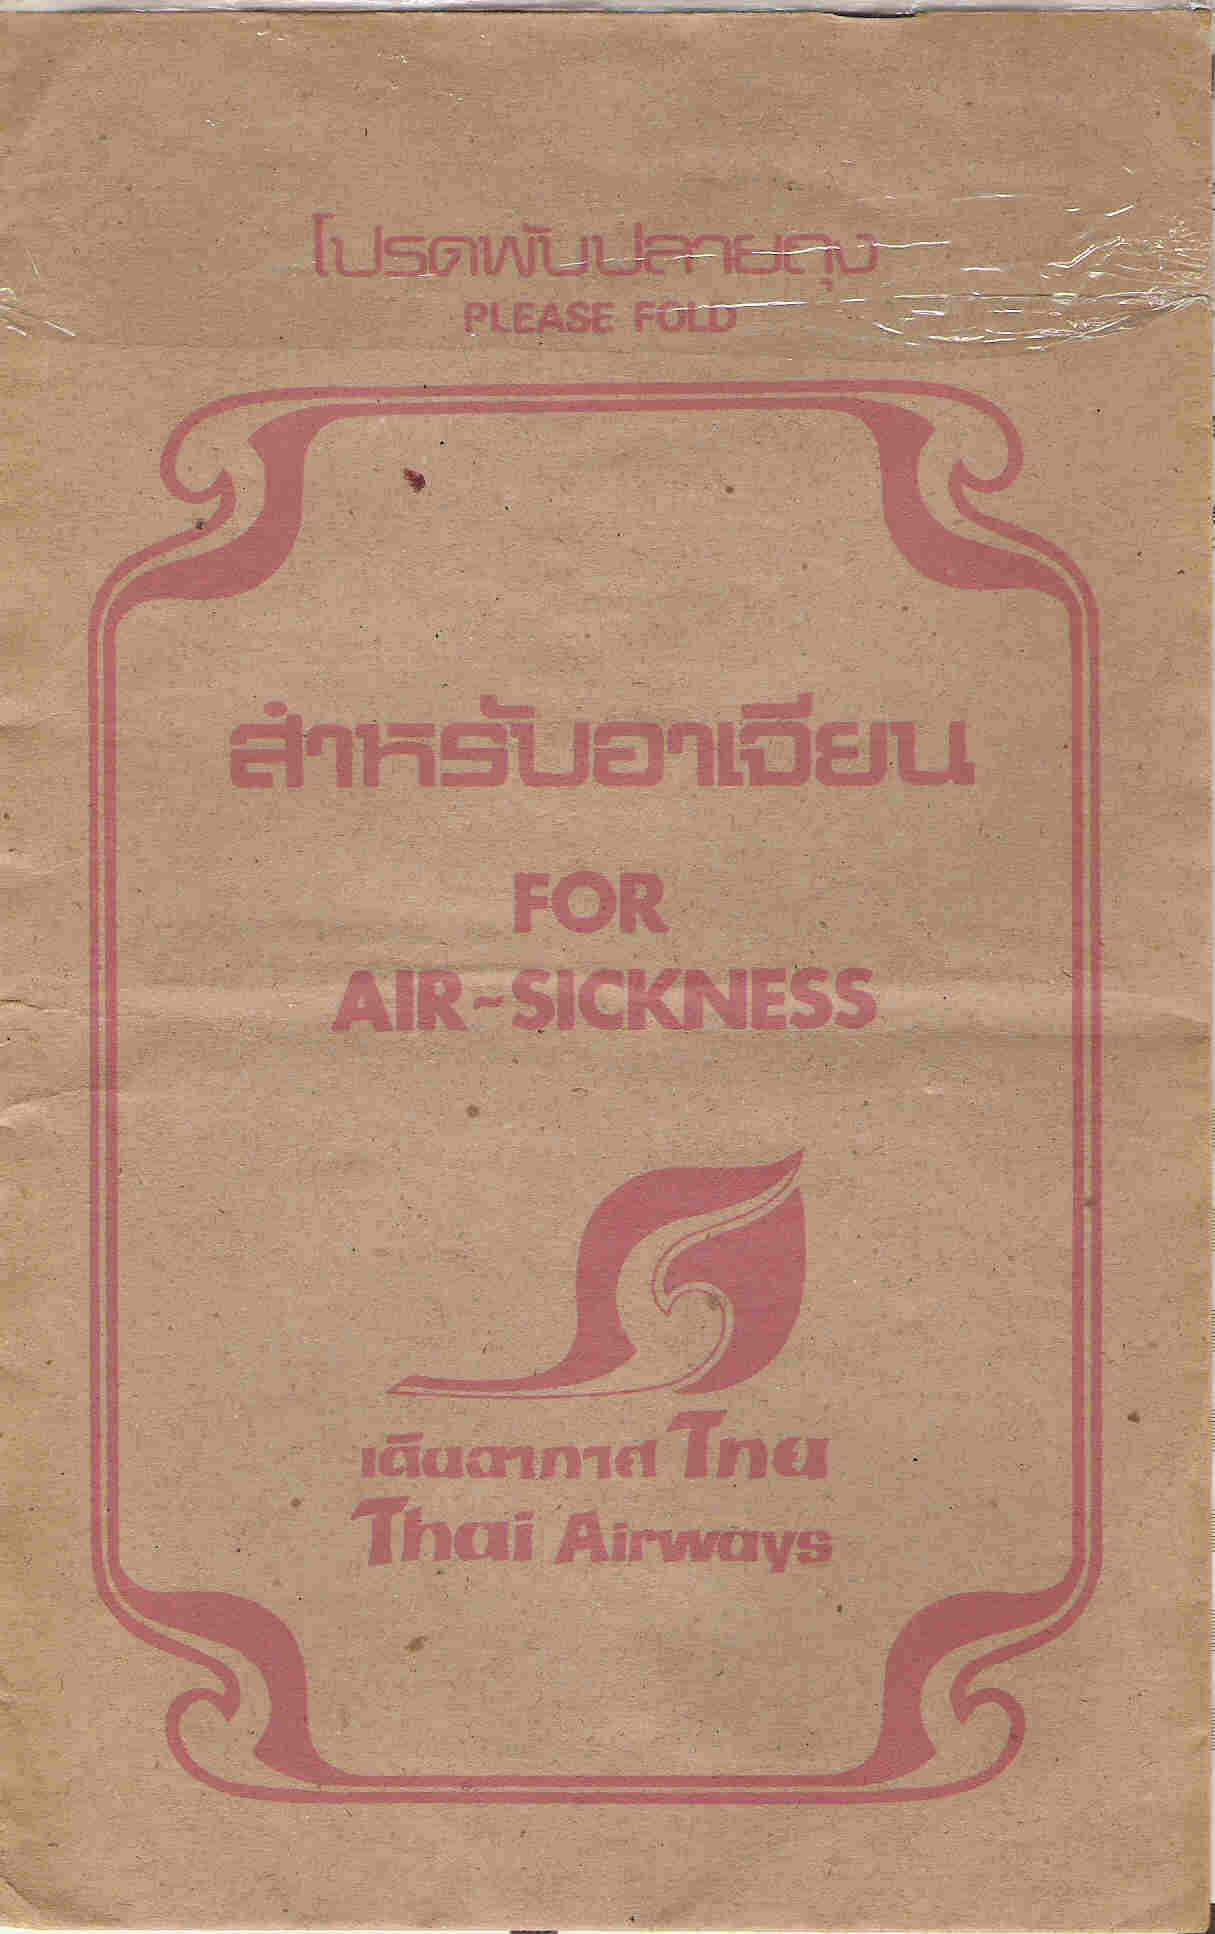 โปรดพับปลายถุง
PLEASE FOLD
สำหรับอาเจียน
FOR
AIR-SICKNESS
เดินอากาศ ไทย
Thai Airways